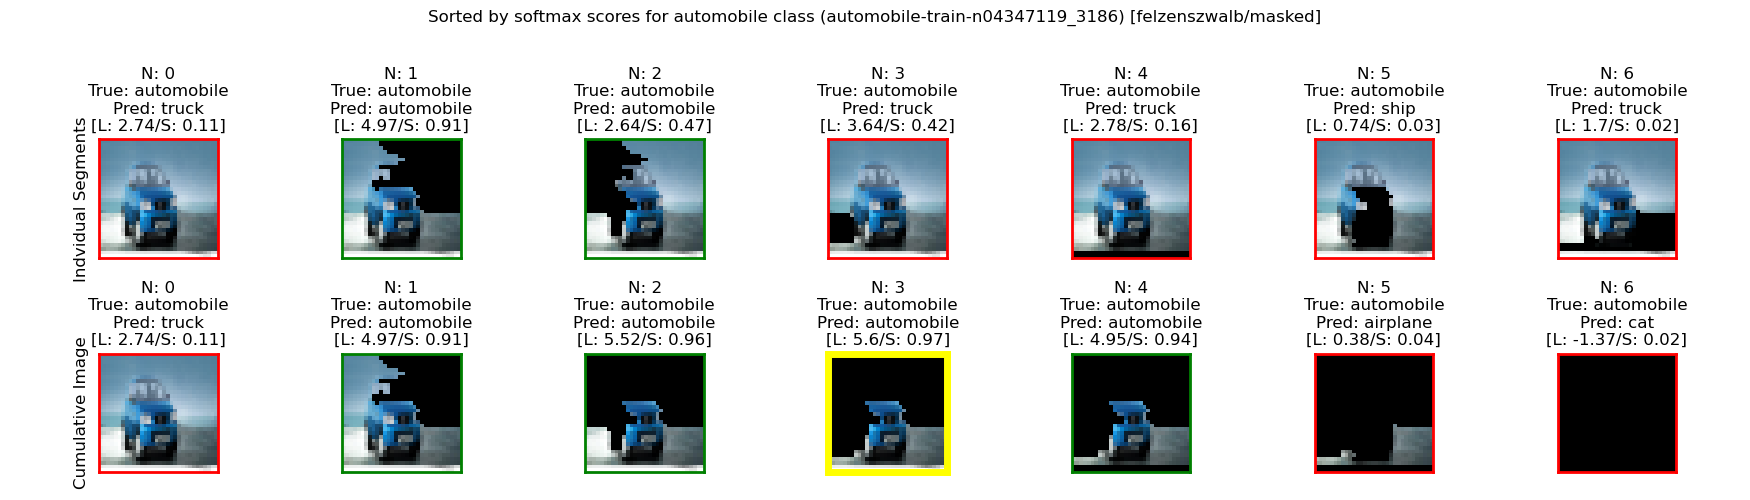 Sorted by softmax scores for automobile class (automobile-train-n04347119_3186) [felzenszwalb/masked]
Indvidual Segments
N: 0
True: automobile
Pred: truck
[L: 2.74/S: 0.11]
N: 1
True: automobile
Pred: automobile
[L: 4.97/S: 0.91]
N: 2
True: automobile
Pred: automobile
[L: 2.64/S: 0.47]
N: 3
True: automobile
Pred: truck
[L: 3.64/S: 0.42]
N: 4
True: automobile
Pred: truck
[L: 2.78/S: 0.16]
N: 5
True: automobile
Pred: ship
[L: 0.74/S: 0.03]
N: 6
True: automobile
Pred: truck
[L: 1.7/S: 0.02]
Cumulative Image
N: 0
True: automobile
Pred: truck
[L: 2.74/S: 0.11]
N: 1
True: automobile
Pred: automobile
[L: 4.97/S: 0.91]
N: 2
True: automobile
Pred: automobile
[L: 5.52/S: 0.96]
N: 3
True: automobile
Pred: automobile
[L: 5.6/S: 0.97]
N: 4
True: automobile
Pred: automobile
[L: 4.95/S: 0.94]
N: 5
True: automobile
Pred: airplane
[L: 0.38/S: 0.04]
N: 6
True: automobile
Pred: cat
[L: -1.37/S: 0.02]